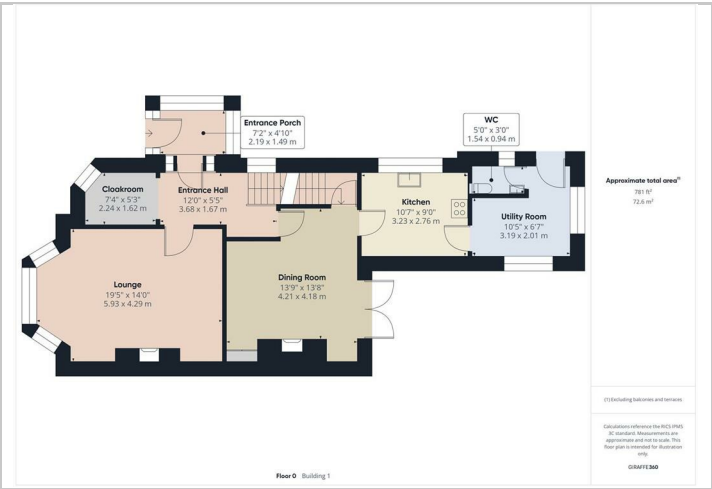 Entrance Porch
7'2" x 4'10"
2.19 x 1.49 m
WC
5'0" x 3'0"
1.54 x 0.94 m
Cloakroom
7'4" x 5'3"
2.24 x 1.62 m
Entrance Hall
12'0" x 5'5"
3.68 x 1.67 m
Kitchen
10'7" x 9'0"
3.23 x 2.76 m
Utility Room
10'5" x 6'7"
3.19 x 2.01 m
Lounge
19'5" x 14'0"
5.93 x 4.29 m
Dining Room
13'9" x 13'8"
4.21 x 4.18 m
Approximate total area(1)
781 ft²
72.6 m²
(1) Excluding balconies and terraces.
Calculations reference the RICS IPMS
3C standard. Measurements are
approximate and not to scale. This
floor plan is intended for illustration
only.
GIRAFFE360
Floor 0 Building 1